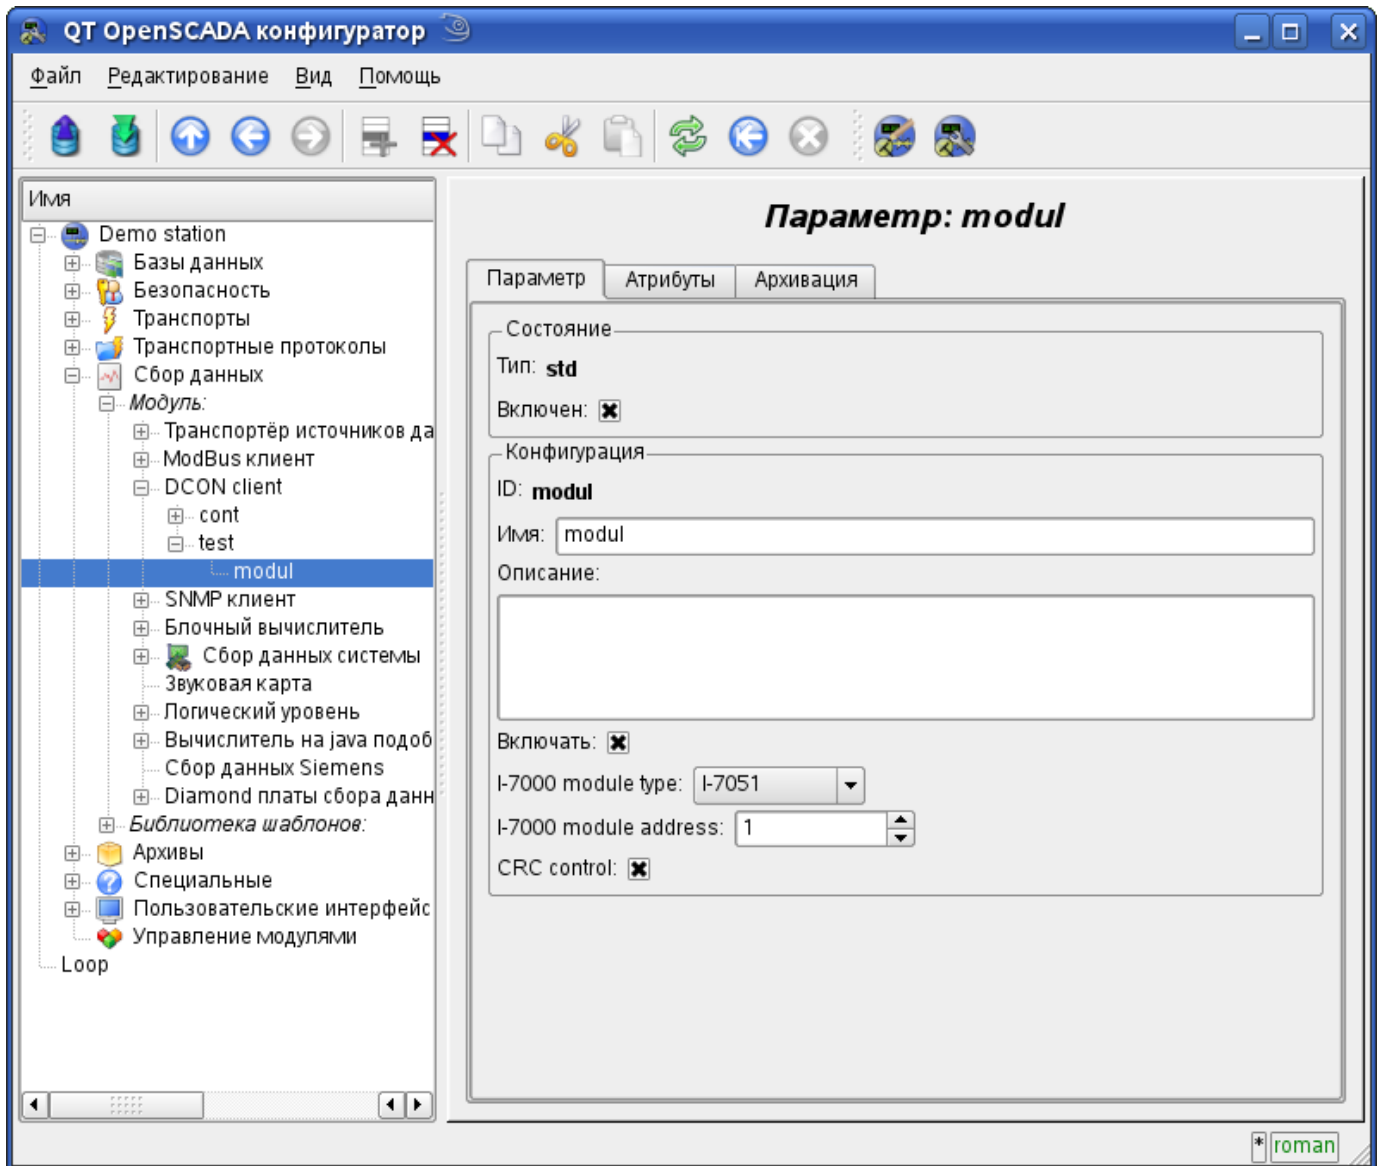 QT OpenSCADA конфигуратор
Файл Редактирование Вид Помощь
Имя
Demo station
Базы данных
Безопасность
Транспорты
Транспортные протоколы
Сбор данных
Модуль:
Транспортёр источников да
ModBus клиент
DCON client
cont
test
modul
SNMP клиент
Блочный вычислитель
Сбор данных системы
Звуковая карта
Логический уровень
Вычислитель на java подоб
Сбор данных Siemens
Diamond платы сбора данн
Библиотека шаблонов:
Архивы
Специальные
Пользовательские интерфейс
Управление модулями
Loop
Параметр: modul
Параметр Атрибуты Архивация
Состояние
Тип: std
Включен:
Конфигурация
ID: modul
Имя: modul
Описание:
Включать:
I-7000 module type: I-7051
I-7000 module address: 1
CRC control:
* roman